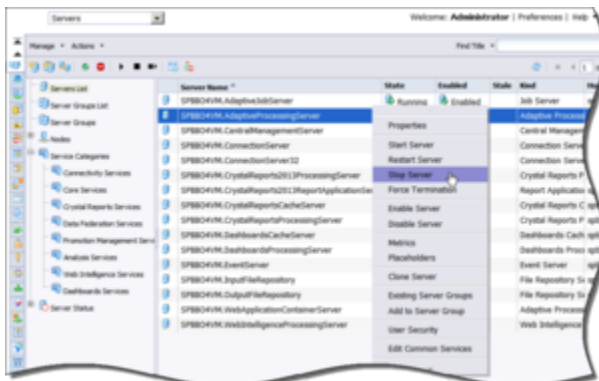 Servers
Welcome: Administrator | Preferences | Help
Manage Actions
Find Title
Server Name State Enabled Stale Kind
Servers List
Server Groups List
Server Groups
Nodes
Service Categories
Connectivity Services
Core Services
Crystal Reports Services
Data Federation Services
Promotion Management Servi
Analysis Services
Web Intelligence Services
Dashboards Services
Server Status
SPBBO4VM.AdaptiveJobServer Running Enabled Job Server
SPBBO4VM.AdaptiveProcessingServer Adaptive Process
SPBBO4VM.CentralManagementServer Central Managem
SPBBO4VM.ConnectionServer Connection Serve
SPBBO4VM.ConnectionServer32 Connection Serve
SPBBO4VM.CrystalReports2013ProcessingServer Crystal Reports P
SPBBO4VM.CrystalReports2013ReportApplicationSer Report Application
SPBBO4VM.CrystalReportsCacheServer Crystal Reports C
SPBBO4VM.CrystalReportsProcessingServer Crystal Reports P
SPBBO4VM.DashboardsCacheServer Dashboards Cach
SPBBO4VM.DashboardsProcessingServer Dashboards Proce
SPBBO4VM.EventServer Event Server
SPBBO4VM.InputFileRepository File Repository Se
SPBBO4VM.OutputFileRepository File Repository Se
SPBBO4VM.WebApplicationContainerServer Adaptive Process
SPBBO4VM.WebIntelligenceProcessingServer Web Intelligence
Properties
Start Server
Restart Server
Stop Server
Force Termination
Enable Server
Disable Server
Metrics
Placeholders
Clone Server
Existing Server Groups
Add to Server Group
User Security
Edit Common Services